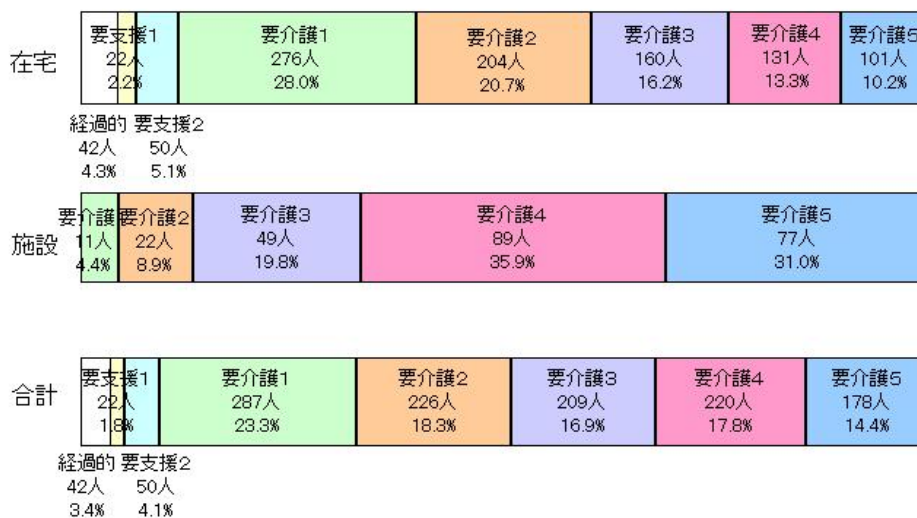 在宅
要支援1
22人
2.2%
経過的
42人
4.3%
要支援2
50人
5.1%
要介護1
276人
28.0%
要介護2
204人
20.7%
要介護3
160人
16.2%
要介護4
131人
13.3%
要介護5
101人
10.2%
施設
要介護
11人
4.4%
要介護2
22人
8.9%
要介護3
49人
19.8%
要介護4
89人
35.9%
要介護5
77人
31.0%
合計
要支援1
22人
1.8%
経過的
42人
3.4%
要支援2
50人
4.1%
要介護1
287人
23.3%
要介護2
226人
18.3%
要介護3
209人
16.9%
要介護4
220人
17.8%
要介護5
178人
14.4%